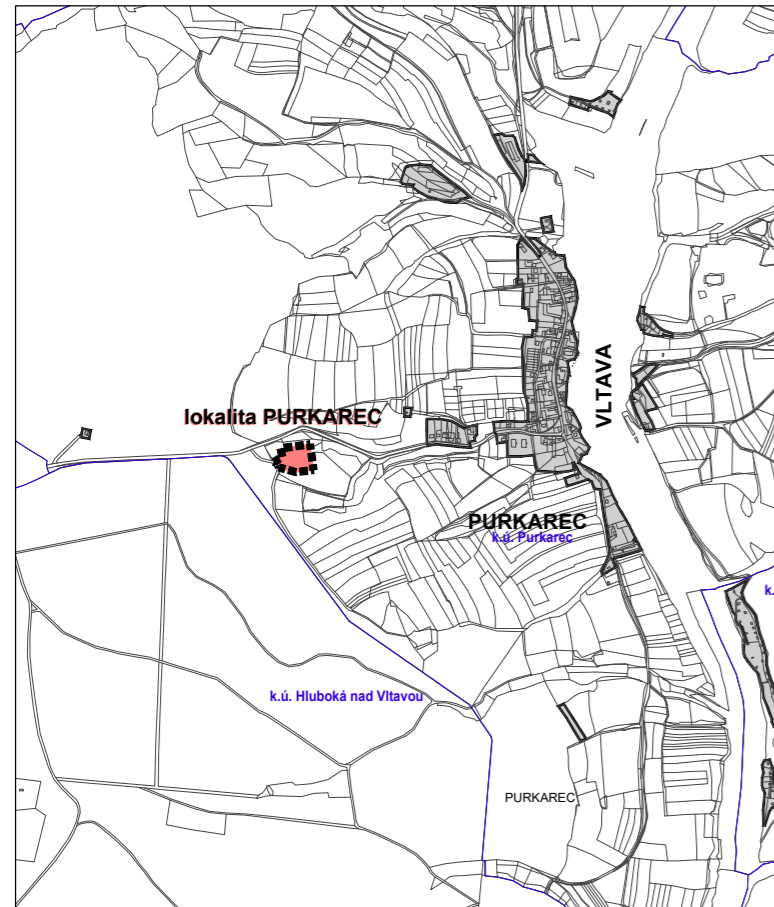 VLTAVA
lokalita PURKAREC
PURKAREC
k.ú. Purkarec
k.
k.ú. Hluboká nad Vltavou
PURKAREC